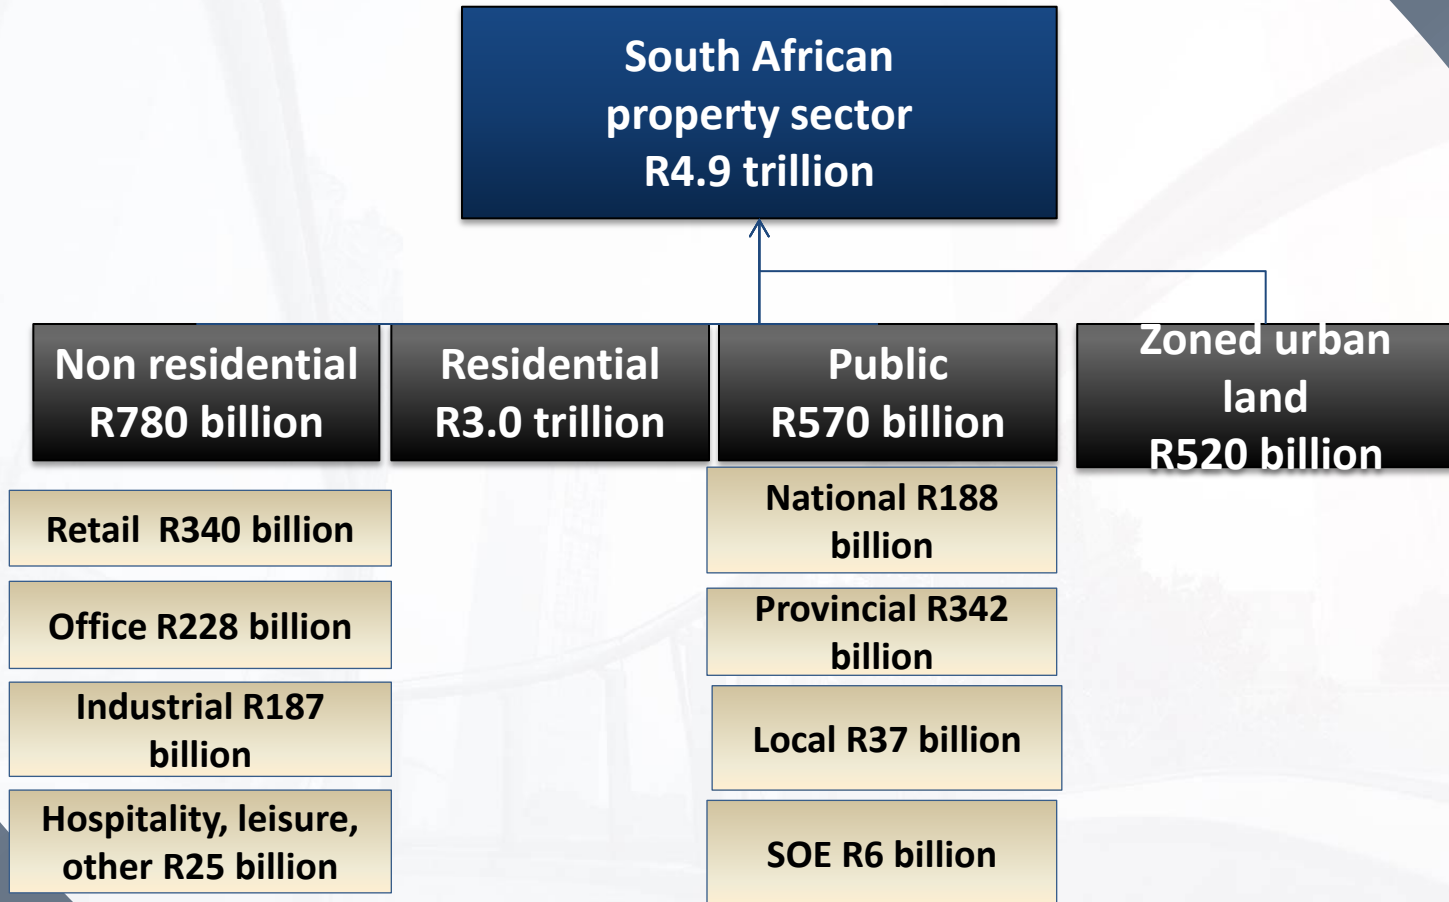 South African
property sector
R4.9 trillion
Non residential
R780 billion
Residential
R3.0 trillion
Public
R570 billion
Zoned urban
land
R520 billion
Retail  R340 billion
Office R228 billion
Industrial R187
billion
Hospitality, leisure,
other R25 billion
National R188
billion
Provincial R342
billion
Local R37 billion
SOE R6 billion